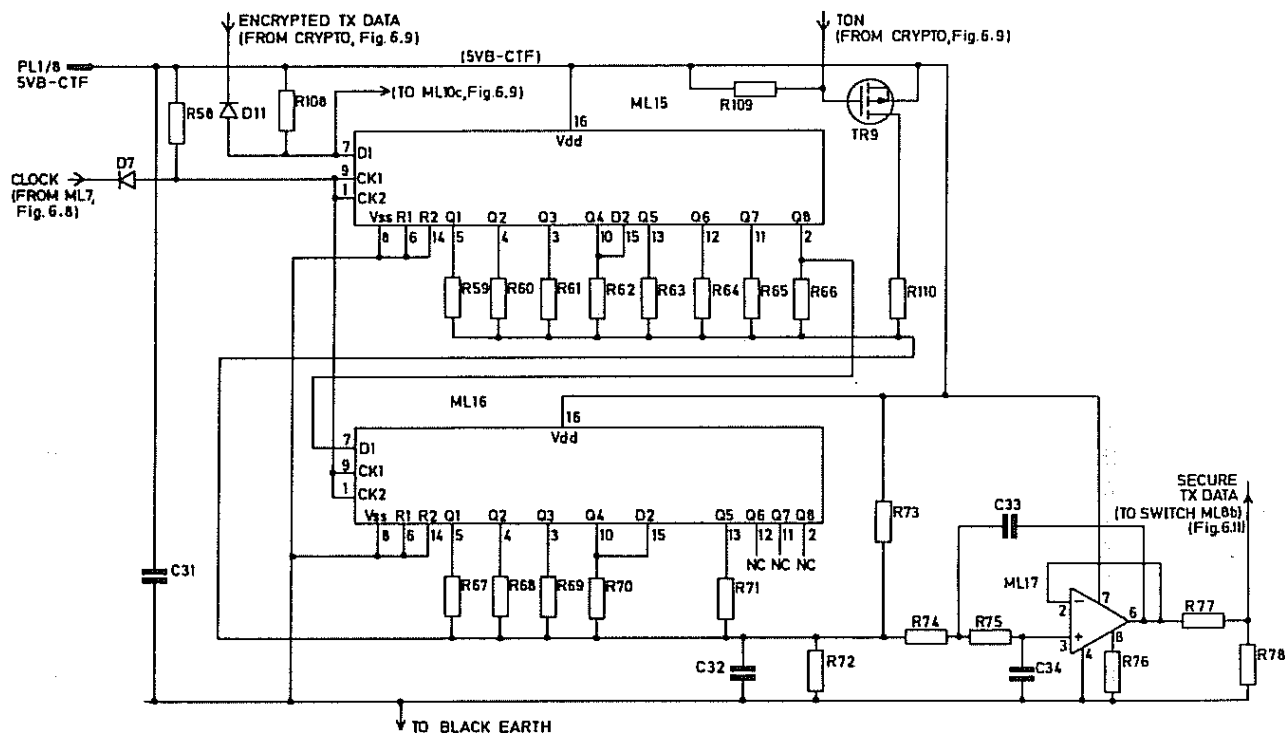 ENCRYPTED TX DATA
(FROM CRYPTO, Fig. 6.9)
TON
(FROM CRYPTO, Fig. 6.9)
PL1/8
5VB-CTF
(5VB-CTF)
R58
D11
R108
(TO ML10c, Fig. 6.9)
ML15
R109
TR9
16
Vdd
D7
CLOCK
(FROM ML7,
Fig. 6.8)
7 D1
9 CK1
1 CK2
Vss R1 R2 Q1 Q2 Q3 Q4 D2 Q5 Q6 Q7 Q8
8 6 14 5 4 3 10 15 13 12 11 2
R59 R60 R61 R62 R63 R64 R65 R66 R110
ML16
16
Vdd
7 D1
9 CK1
1 CK2
Vss R1 R2 Q1 Q2 Q3 Q4 D2 Q5 Q6 Q7 Q8
8 6 14 5 4 3 10 15 13 12 11 2
NC NC NC
R73
C33
SECURE
TX DATA
(TO SWITCH ML8b)
(Fig. 6.11)
C31
R67 R68 R69 R70 R71
ML17
7
2 −
6
R77
3 +
8
4
R74 R75
C32
R72
C34
R76
R78
TO BLACK EARTH